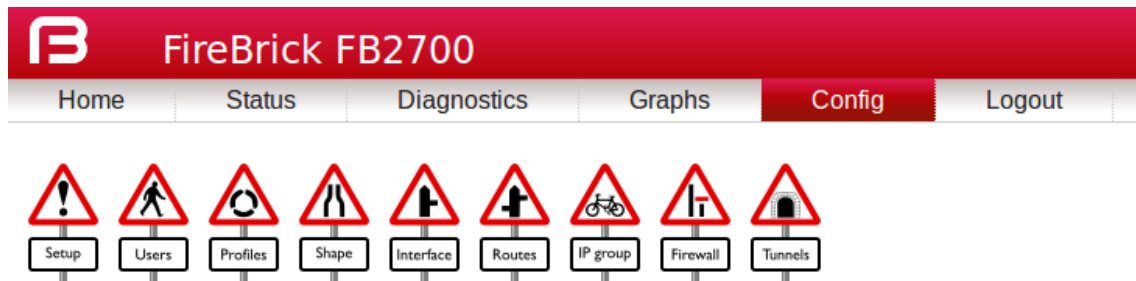 FireBrick FB2700
Home Status Diagnostics Graphs Config Logout
Setup Users Profiles Shape Interface Routes IP group Firewall Tunnels